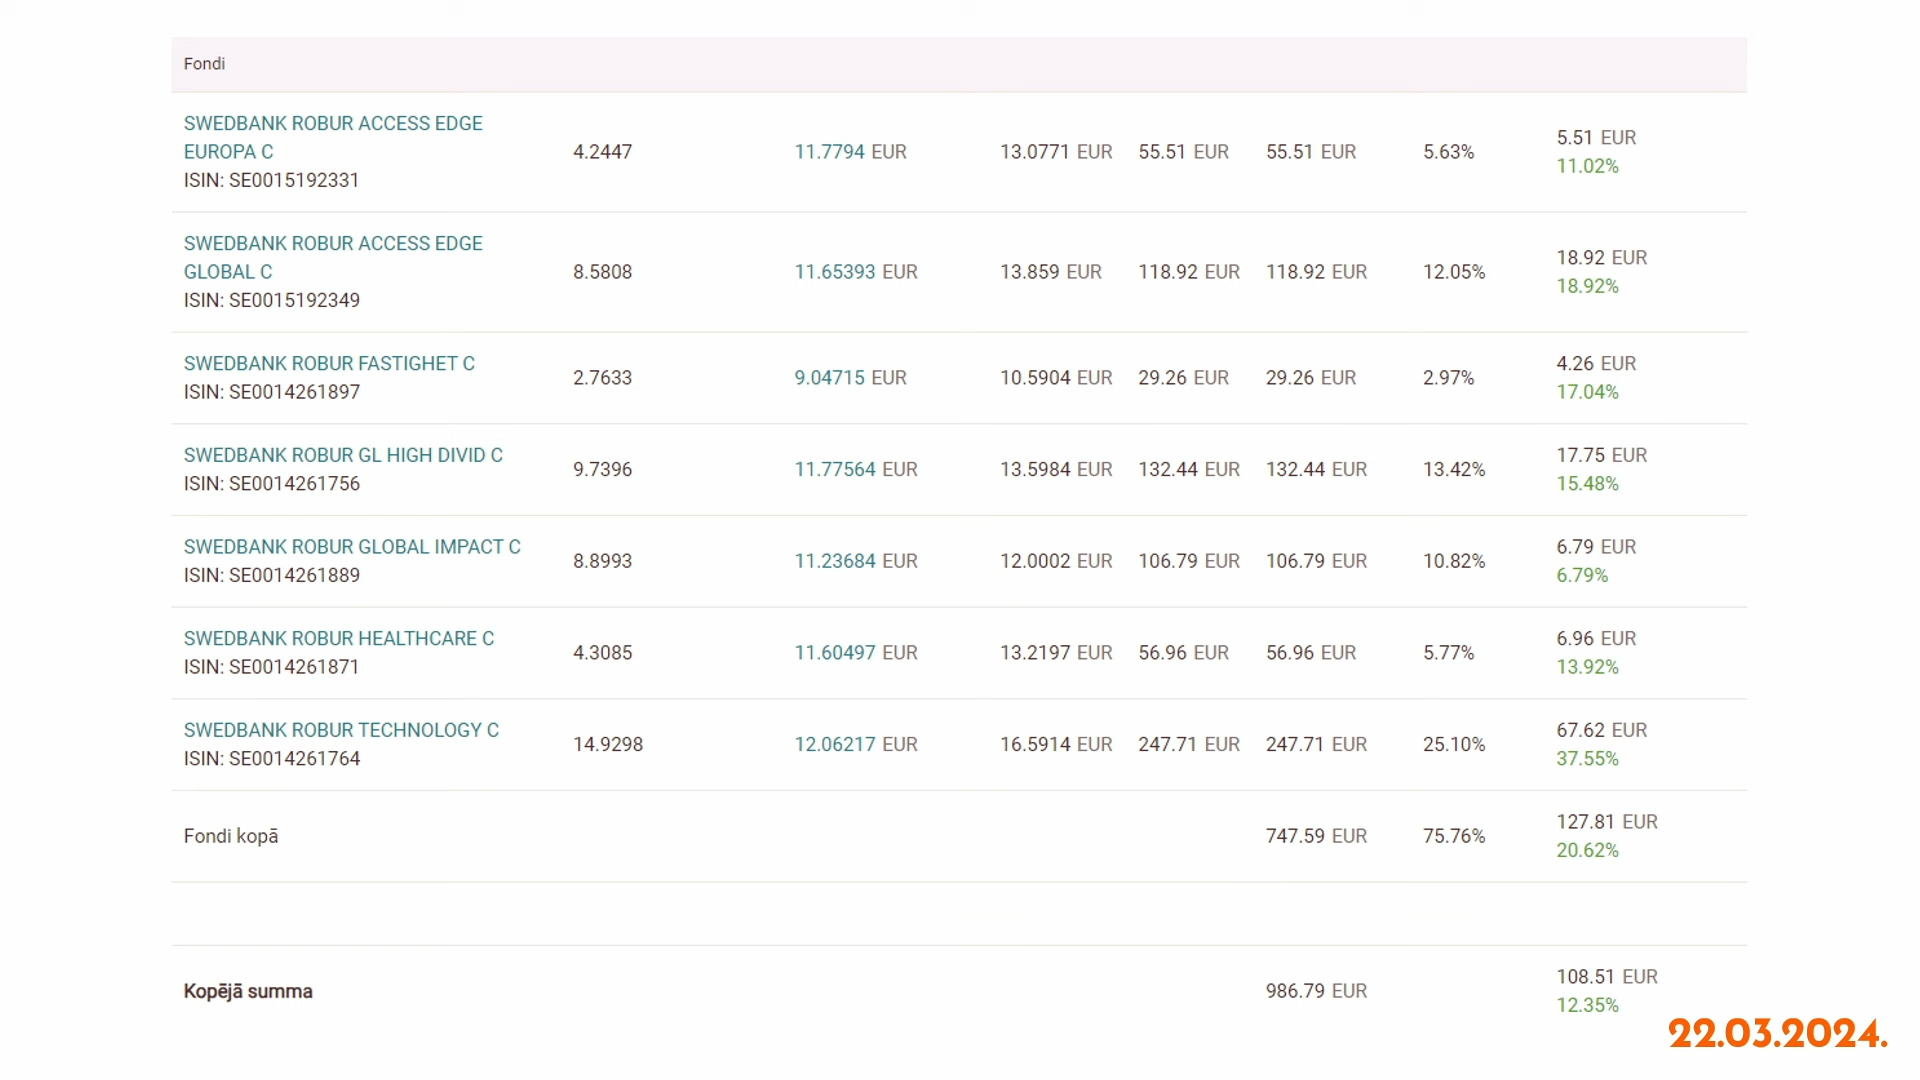 Fondi
SWEDBANK ROBUR ACCESS EDGE
EUROPA C
ISIN: SE0015192331
4.2447
11.7794 EUR
13.0771 EUR
55.51 EUR
55.51 EUR
5.63%
5.51 EUR
11.02%
SWEDBANK ROBUR ACCESS EDGE
GLOBAL C
ISIN: SE0015192349
8.5808
11.65393 EUR
13.859 EUR
118.92 EUR
118.92 EUR
12.05%
18.92 EUR
18.92%
SWEDBANK ROBUR FASTIGHET C
ISIN: SE0014261897
2.7633
9.04715 EUR
10.5904 EUR
29.26 EUR
29.26 EUR
2.97%
4.26 EUR
17.04%
SWEDBANK ROBUR GL HIGH DIVID C
ISIN: SE0014261756
9.7396
11.77564 EUR
13.5984 EUR
132.44 EUR
132.44 EUR
13.42%
17.75 EUR
15.48%
SWEDBANK ROBUR GLOBAL IMPACT C
ISIN: SE0014261889
8.8993
11.23684 EUR
12.0002 EUR
106.79 EUR
106.79 EUR
10.82%
6.79 EUR
6.79%
SWEDBANK ROBUR HEALTHCARE C
ISIN: SE0014261871
4.3085
11.60497 EUR
13.2197 EUR
56.96 EUR
56.96 EUR
5.77%
6.96 EUR
13.92%
SWEDBANK ROBUR TECHNOLOGY C
ISIN: SE0014261764
14.9298
12.06217 EUR
16.5914 EUR
247.71 EUR
247.71 EUR
25.10%
67.62 EUR
37.55%
Fondi kopā
747.59 EUR
75.76%
127.81 EUR
20.62%
Kopējā summa
986.79 EUR
108.51 EUR
12.35%
22.03.2024.